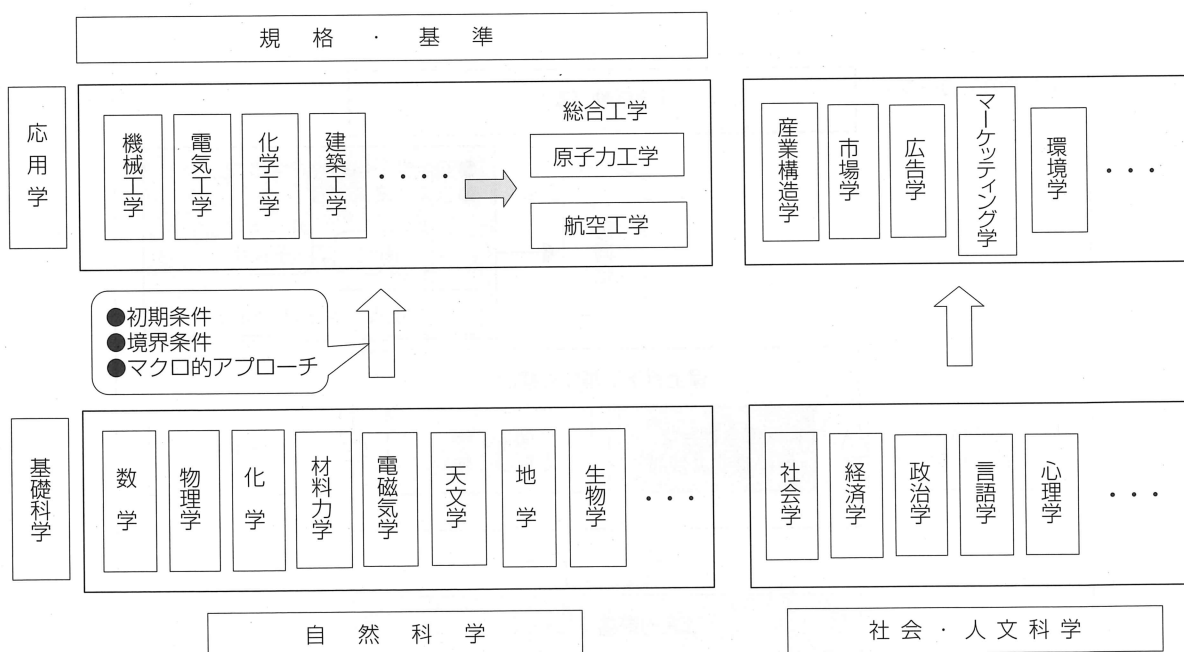 規格・基準
応用学
機械工学
電気工学
化学工学
建築工学
・・・・
総合工学
原子力工学
航空工学
産業構造学
市場学
広告学
マーケッティング学
環境学
・・・
●初期条件
●境界条件
●マクロ的アプローチ
基礎科学
数学
物理学
化学
材料力学
電磁気学
天文学
地学
生物学
・・・
社会学
経済学
政治学
言語学
心理学
・・・
自然科学
社会・人文科学